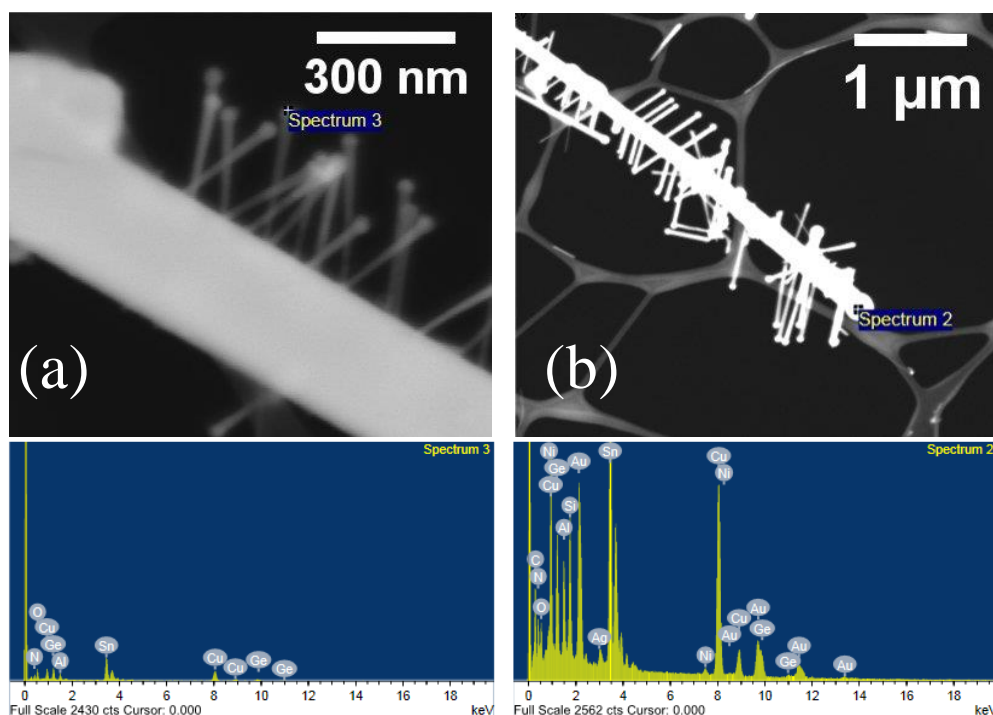 300 nm
Spectrum 3
(a)
1 µm
Spectrum 2
(b)
Spectrum 3
O
Cu
Ge
N
Al
Sn
Cu
Cu
Ge
Ge
0 2 4 6 8 10 12 14 16 18
Full Scale 2430 cts Cursor: 0.000 keV
Spectrum 2
Ni
Ge
Au
Cu
Si
Al
C
N
O
Ag
Sn
Cu
Ni
Ni
Au
Cu
Au
Ge
Ge
Au
Au
0 2 4 6 8 10 12 14 16 18
Full Scale 2562 cts Cursor: 0.000 keV